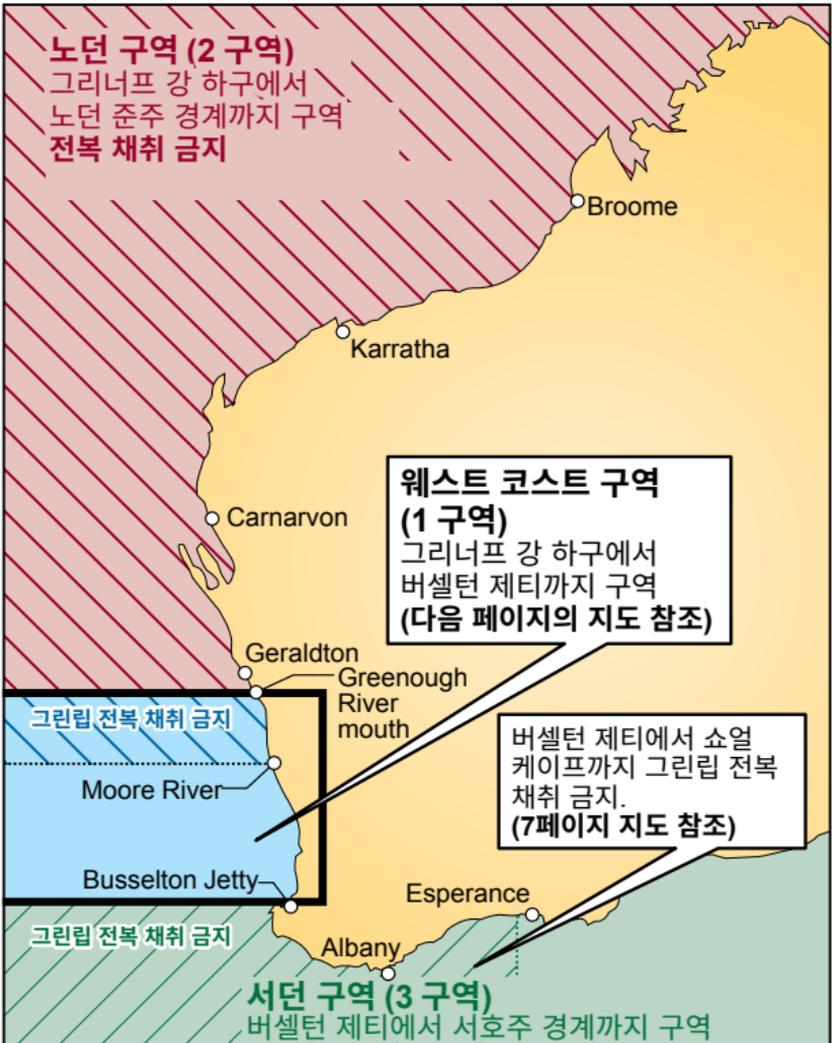 노던 구역 (2 구역)
그리너프 강 하구에서
노던 준주 경계까지 구역
전복 채취 금지
Broome
Karratha
웨스트 코스트 구역
(1 구역)
그리너프 강 하구에서
버셀턴 제티까지 구역
(다음 페이지의 지도 참조)
Carnarvon
Geraldton
Greenough
River
mouth
그린립 전복 채취 금지
버셀턴 제티에서 쇼얼
케이프까지 그린립 전복
채취 금지.
(7페이지 지도 참조)
Moore River
Busselton Jetty
Esperance
그린립 전복 채취 금지
Albany
서던 구역 (3 구역)
버셀턴 제티에서 서호주 경계까지 구역